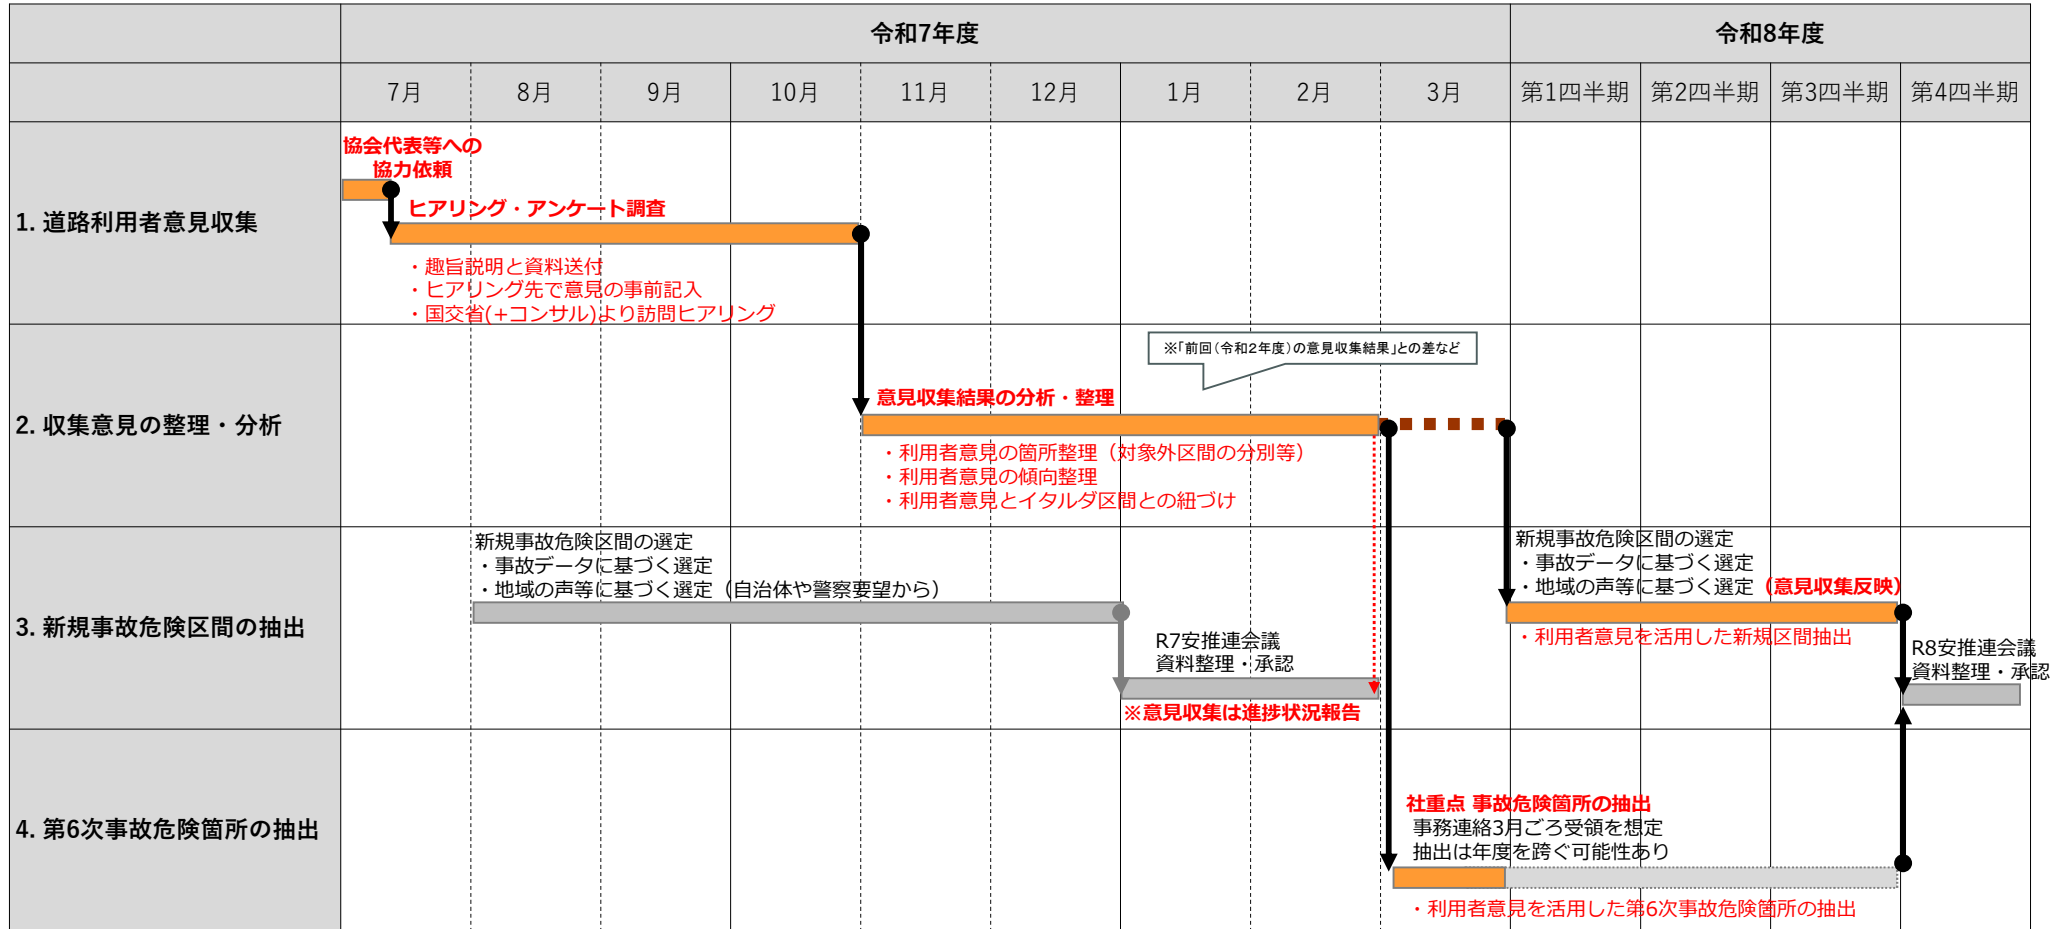 令和7年度
令和8年度
7月
8月
9月
10月
11月
12月
1月
2月
3月
第1四半期
第2四半期
第3四半期
第4四半期
1. 道路利用者意見収集
協会代表等への
協力依頼
ヒアリング・アンケート調査
・趣旨説明と資料送付
・ヒアリング先で意見の事前記入
・国交省(+コンサル)より訪問ヒアリング
2. 収集意見の整理・分析
※「前回(令和2年度)の意見収集結果」との差など
意見収集結果の分析・整理
・利用者意見の箇所整理（対象外区間の分別等）
・利用者意見の傾向整理
・利用者意見とイタルダ区間との紐づけ
3. 新規事故危険区間の抽出
新規事故危険区間の選定
・事故データに基づく選定
・地域の声等に基づく選定（自治体や警察要望から）
R7安推連会議
資料整理・承認
※意見収集は進捗状況報告
新規事故危険区間の選定
・事故データに基づく選定
・地域の声等に基づく選定（意見収集反映）
・利用者意見を活用した新規区間抽出
R8安推連会議
資料整理・承認
4. 第6次事故危険箇所の抽出
社重点 事故危険箇所の抽出
事務連絡3月ごろ受領を想定
抽出は年度を跨ぐ可能性あり
・利用者意見を活用した第6次事故危険箇所の抽出